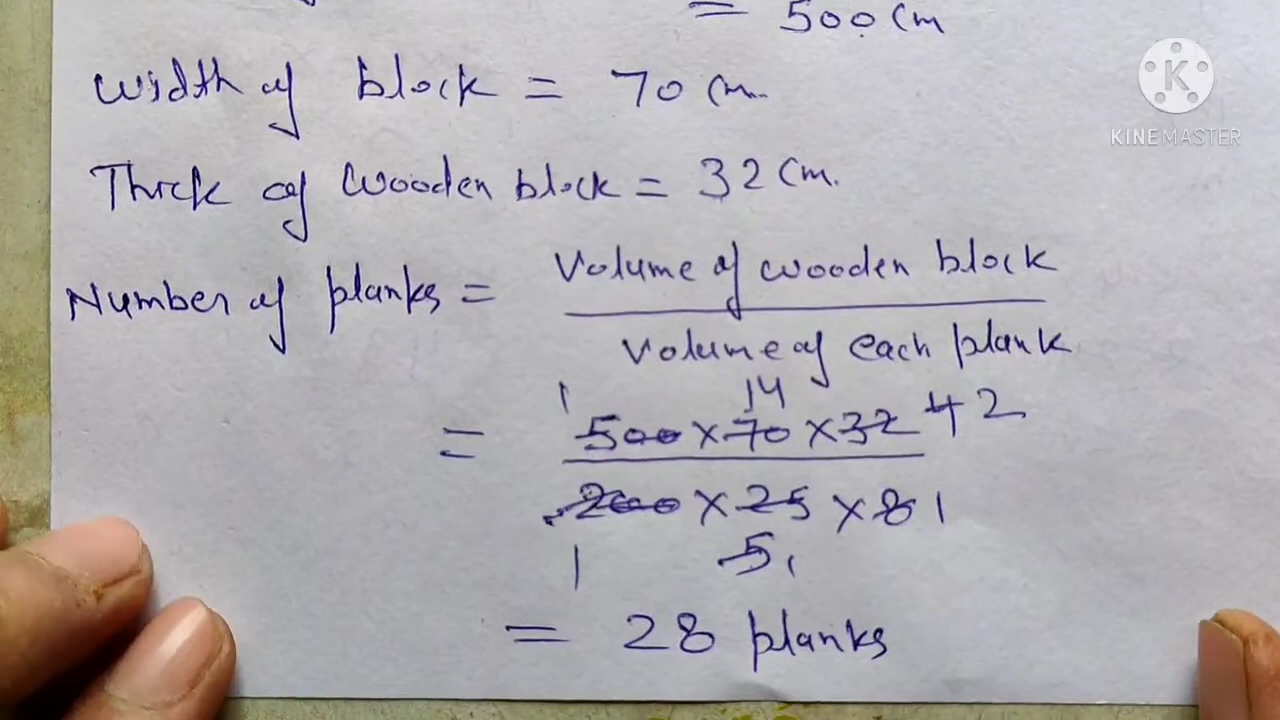 = 500 cm
Width of block = 70 cm.
Thick of wooden block = 32 cm.
Number of planks = Volume of wooden block
Volume of each plank
1 14
= 500 × 70 × 32 4 2
200 × 25 × 8 1
1 5 1
= 28 planks
K
KINEMASTER